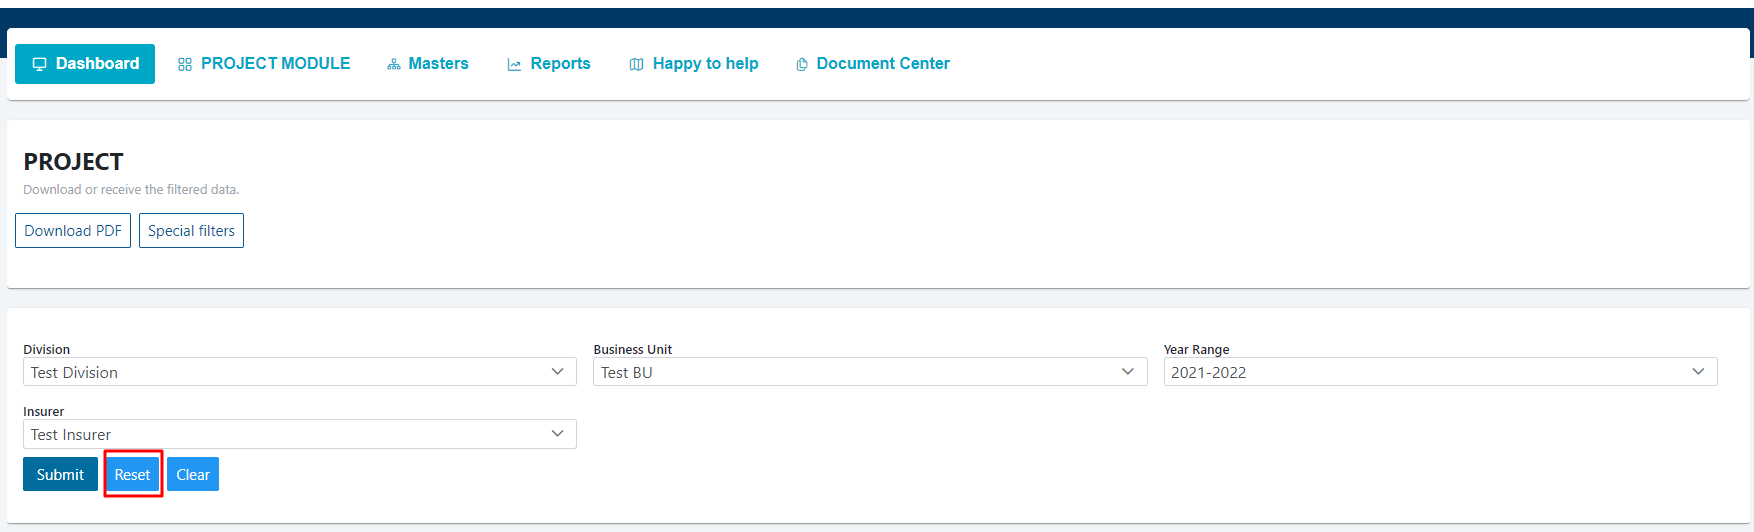 Dashboard PROJECT MODULE Masters Reports Happy to help Document Center
PROJECT
Download or receive the filtered data.
Download PDF Special filters
Division Business Unit Year Range
Test Division Test BU 2021-2022
Insurer
Test Insurer
Submit Reset Clear